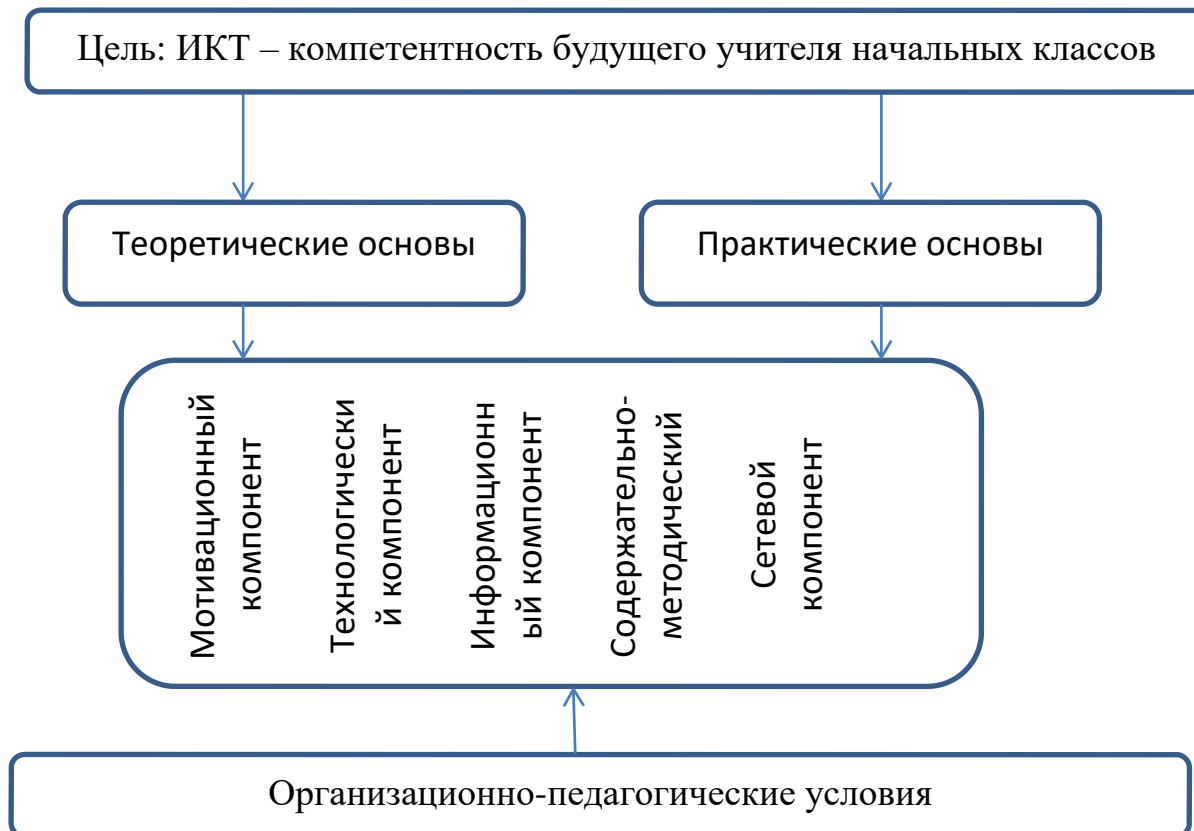 Цель: ИКТ – компетентность будущего учителя начальных классов
Теоретические основы
Практические основы
Мотивационный
компонент
Технологически
й компонент
Информационн
ый компонент
Содержательно-
методический
Сетевой
компонент
Организационно-педагогические условия